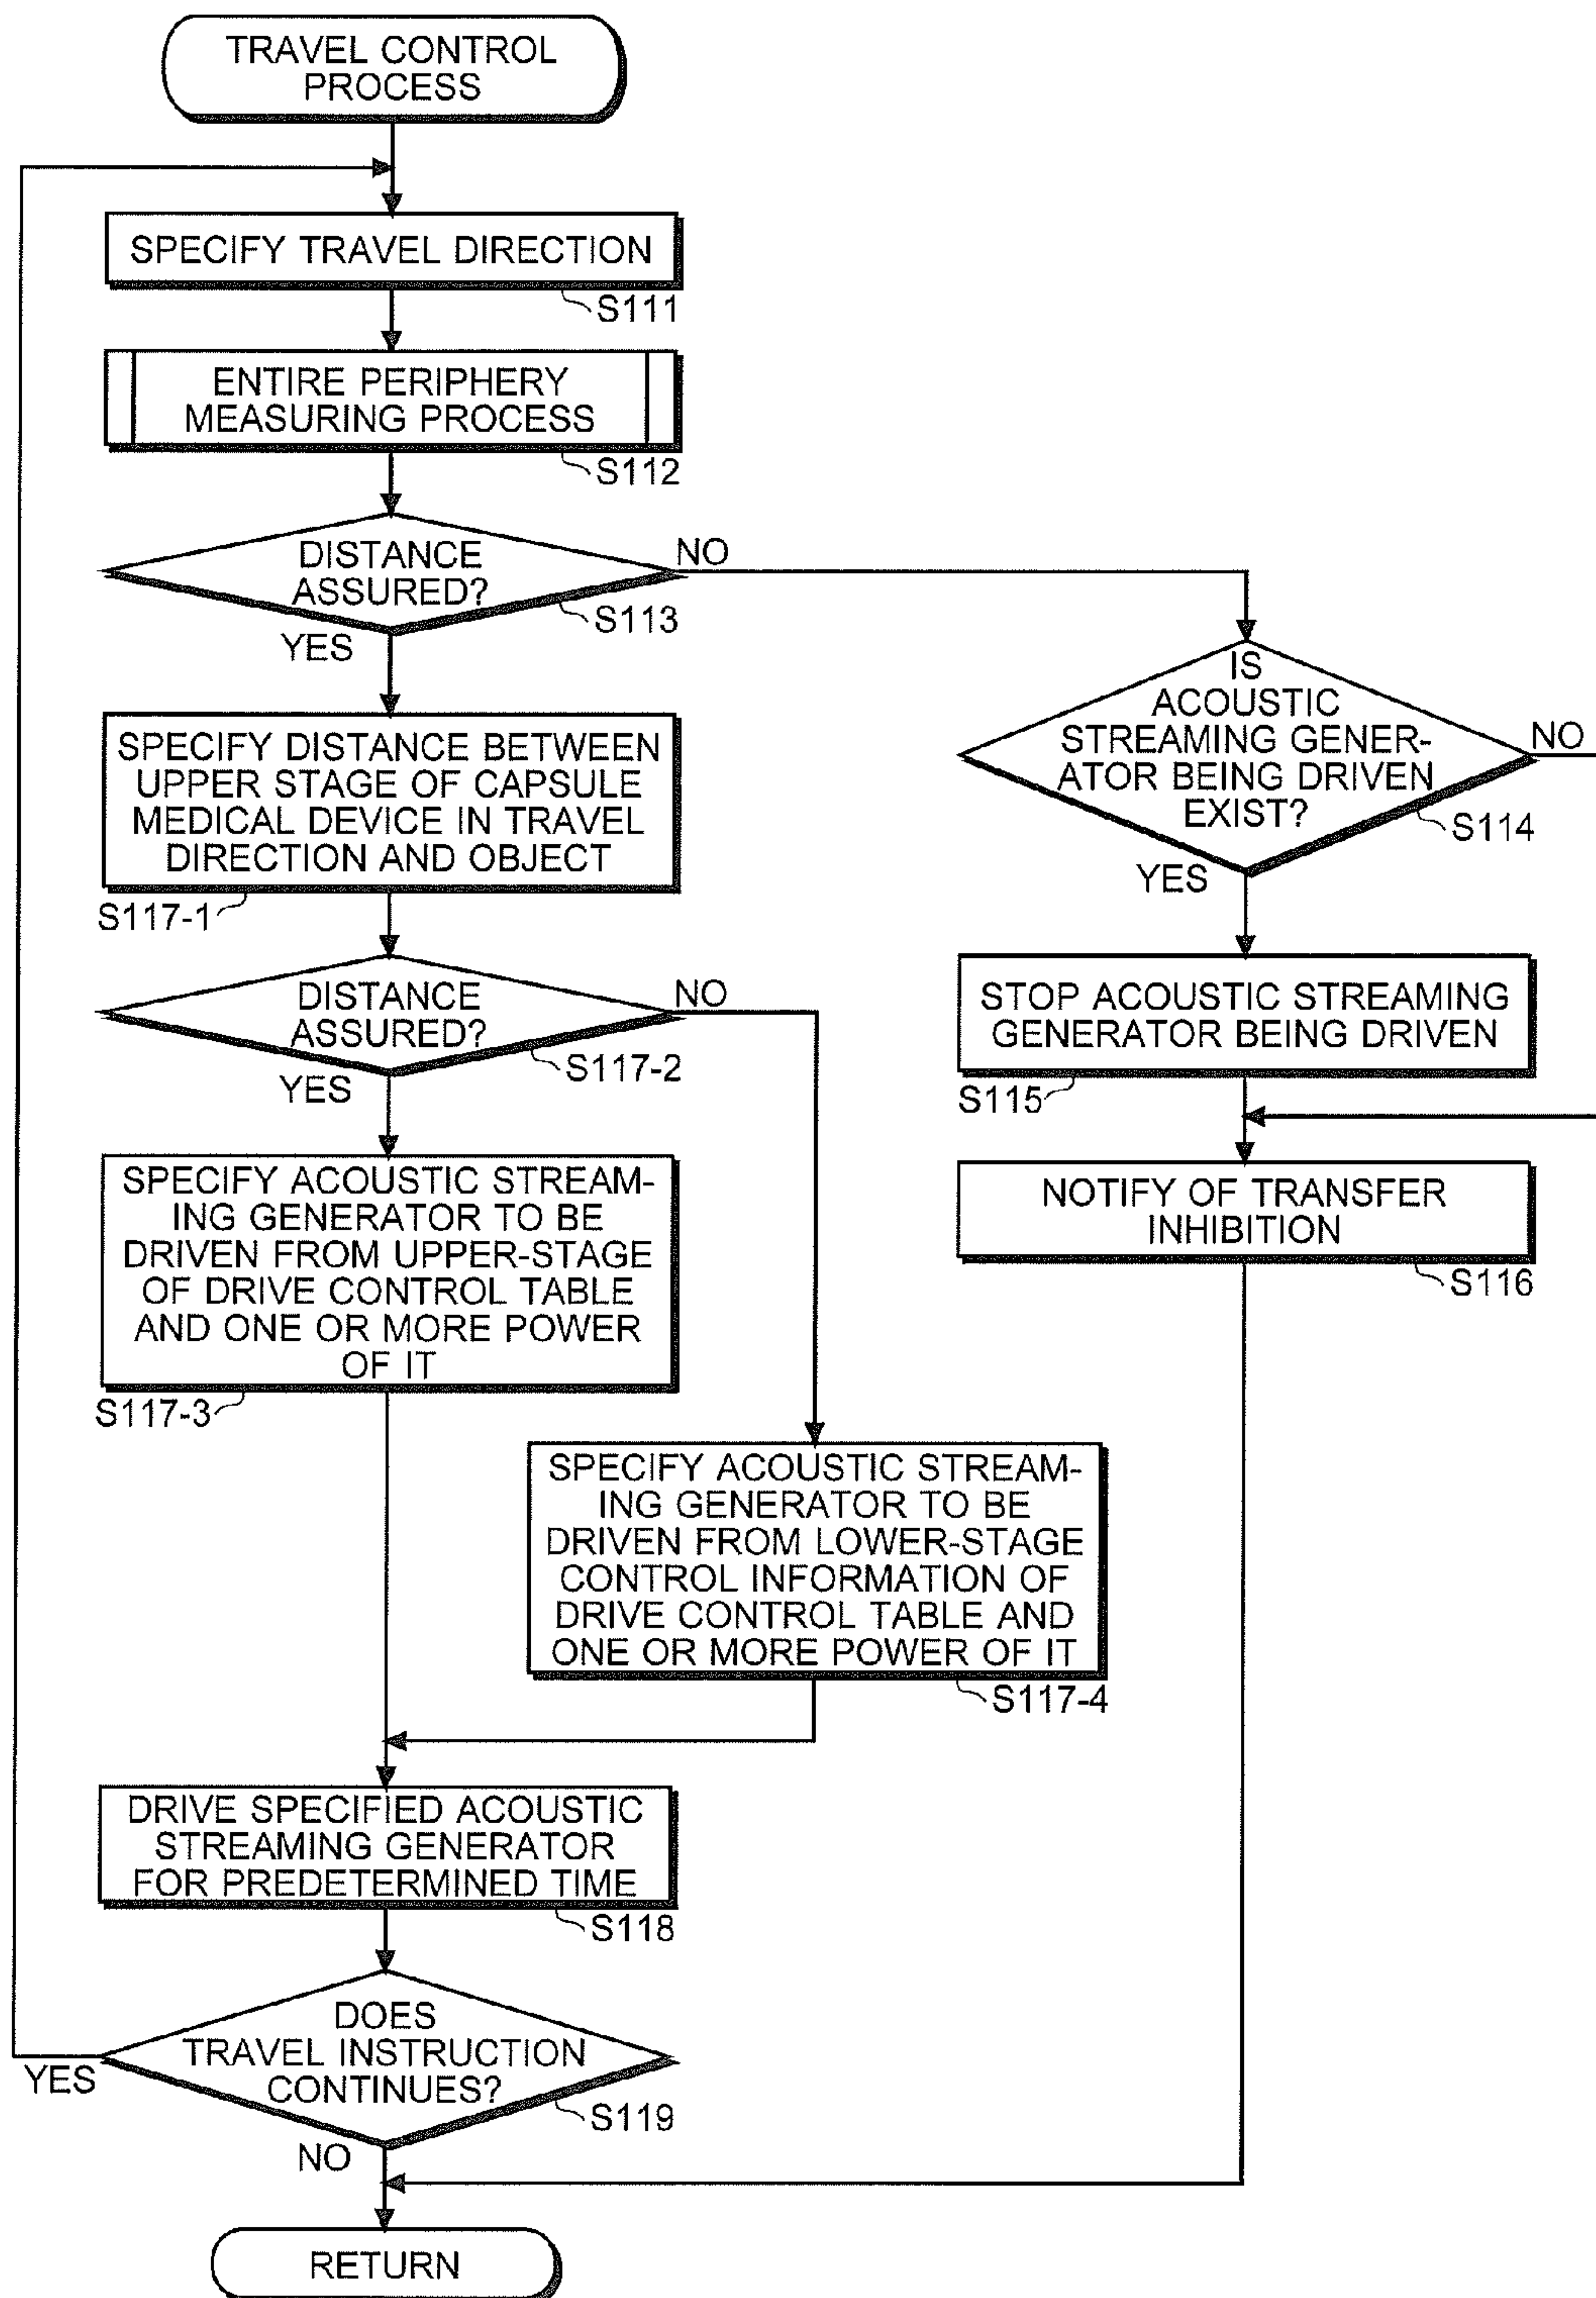 TRAVEL CONTROL
PROCESS
SPECIFY TRAVEL DIRECTION
S111
ENTIRE PERIPHERY
MEASURING PROCESS
S112
DISTANCE
ASSURED?
NO
S113
YES
IS
ACOUSTIC
STREAMING GENER-
ATOR BEING DRIVEN
EXIST?
NO
S114
YES
SPECIFY DISTANCE BETWEEN
UPPER STAGE OF CAPSULE
MEDICAL DEVICE IN TRAVEL
DIRECTION AND OBJECT
S117-1
STOP ACOUSTIC STREAMING
GENERATOR BEING DRIVEN
S115
DISTANCE
ASSURED?
NO
S117-2
YES
NOTIFY OF TRANSFER
INHIBITION
S116
SPECIFY ACOUSTIC STREAM-
ING GENERATOR TO BE
DRIVEN FROM UPPER-STAGE
OF DRIVE CONTROL TABLE
AND ONE OR MORE POWER
OF IT
S117-3
SPECIFY ACOUSTIC STREAM-
ING GENERATOR TO BE
DRIVEN FROM LOWER-STAGE
CONTROL INFORMATION OF
DRIVE CONTROL TABLE AND
ONE OR MORE POWER OF IT
S117-4
DRIVE SPECIFIED ACOUSTIC
STREAMING GENERATOR
FOR PREDETERMINED TIME
S118
DOES
TRAVEL INSTRUCTION
CONTINUES?
YES
S119
NO
RETURN